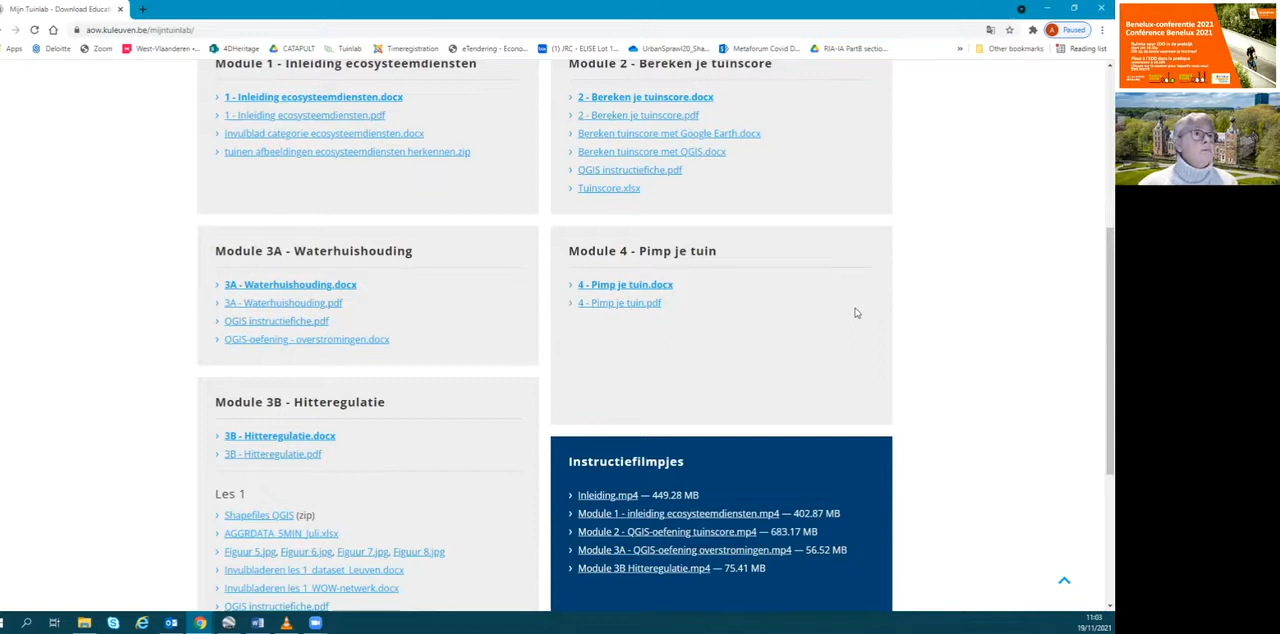 Mijn Tuinlab - Download Educati
aow.kuleuven.be/mijntuinlab/
Paused
Apps
Deloitte
Zoom
West-Vlaanderen •...
4DHeritage
CATAPULT
Tuinlab
Timeregistration
eTendering - Econo...
(1) JRC - ELISE Lot 1...
UrbanSprawl20_Sha...
Metaforum Covid D...
RIA-IA Part8 sectio...
»
Other bookmarks
Reading list
Module 1 - Inleiding ecosysteemdiensten
1 - Inleiding ecosysteemdiensten.docx
1 - Inleiding ecosysteemdiensten.pdf
Invulblad categorie ecosysteemdiensten.docx
tuinen afbeeldingen ecosysteemdiensten herkennen.zip
Module 2 - Bereken je tuinscore
2 - Bereken je tuinscore.docx
2 - Bereken je tuinscore.pdf
Bereken tuinscore met Google Earth.docx
Bereken tuinscore met QGIS.docx
QGIS instructiefiche.pdf
Tuinscore.xlsx
Module 3A - Waterhuishouding
3A - Waterhuishouding.docx
3A - Waterhuishouding.pdf
QGIS instructiefiche.pdf
QGIS-oefening - overstromingen.docx
Module 4 - Pimp je tuin
4 - Pimp je tuin.docx
4 - Pimp je tuin.pdf
Module 3B - Hitteregulatie
3B - Hitteregulatie.docx
3B - Hitteregulatie.pdf
Les 1
Shapefiles QGIS (zip)
AGGRDATA_5MIN_Juli.xlsx
Figuur 5.jpg, Figuur 6.jpg, Figuur 7.jpg, Figuur 8.jpg
Invulbladeren les 1_dataset_Leuven.docx
Invulbladeren les 1_WOW-netwerk.docx
QGIS instructiefiche.pdf
Instructiefilmpjes
Inleiding.mp4 — 449.28 MB
Module 1 - inleiding ecosysteemdiensten.mp4 — 402.87 MB
Module 2 - QGIS-oefening tuinscore.mp4 — 683.17 MB
Module 3A - QGIS-oefening overstromingen.mp4 — 56.52 MB
Module 3B Hitteregulatie.mp4 — 75.41 MB
11:03
19/11/2021
Benelux-conferentie 2021
Conférence Benelux 2021